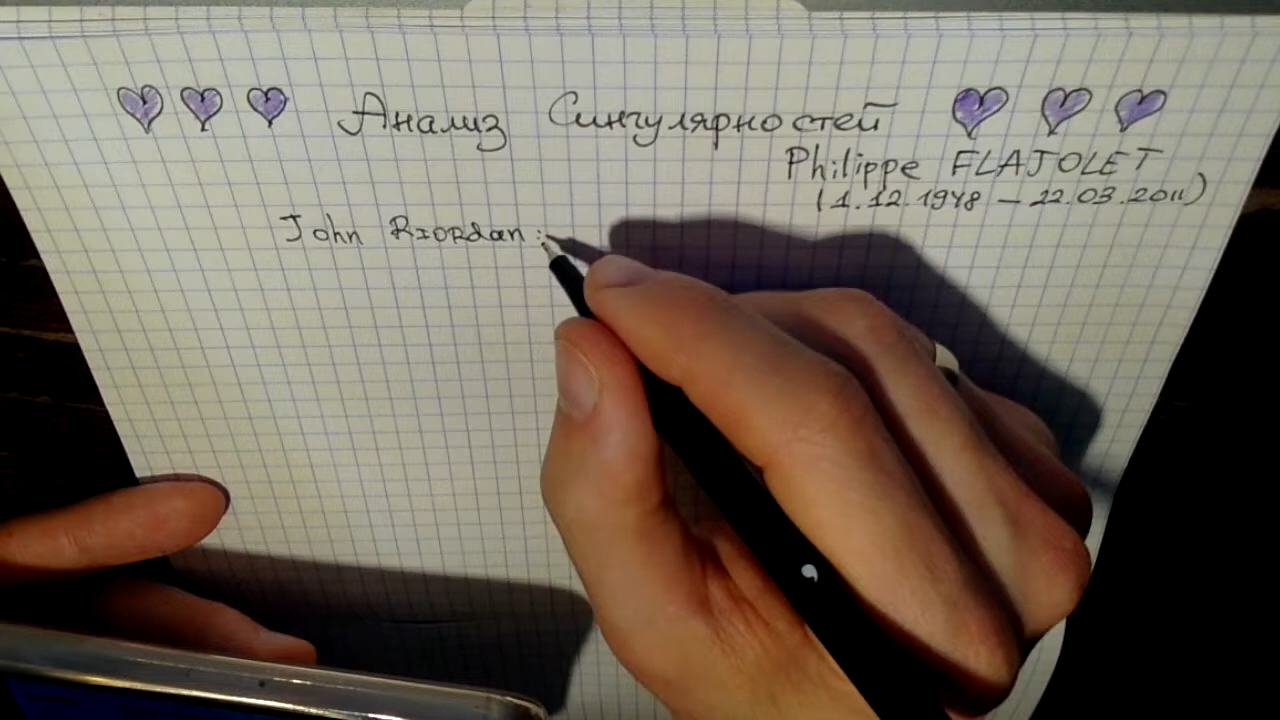 Анализ Сингулярностей
Philippe FLAJOLET
(1.12.1948 – 22.03.2011)
John RIORdan :